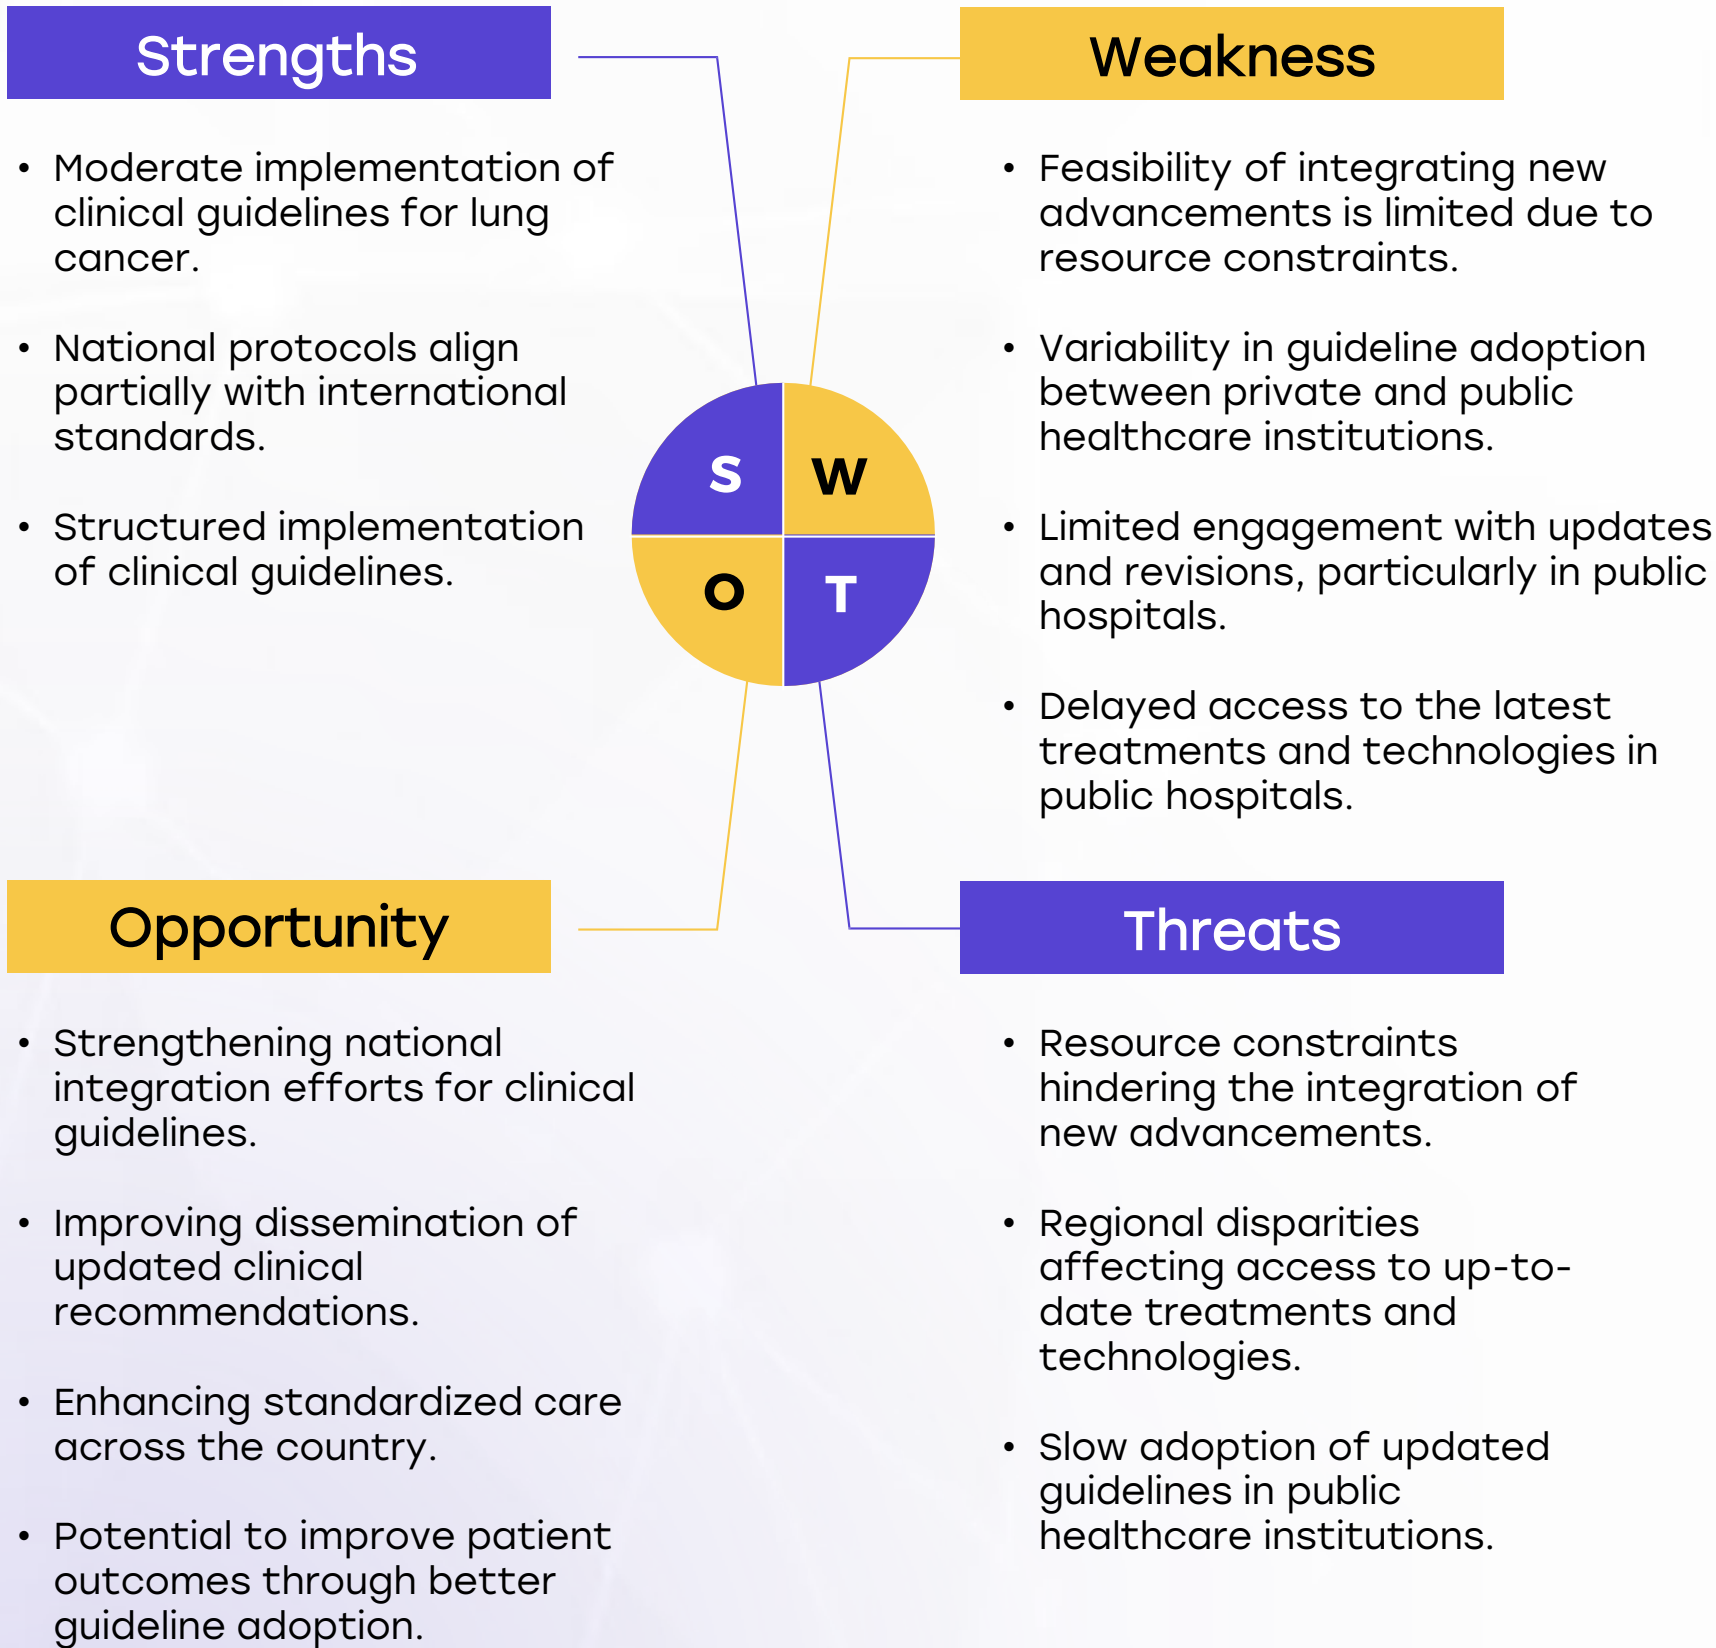 Strengths
• Moderate implementation of
clinical guidelines for lung
cancer.
• National protocols align
partially with international
standards.
• Structured implementation
of clinical guidelines.
Weakness
• Feasibility of integrating new
advancements is limited due to
resource constraints.
• Variability in guideline adoption
between private and public
healthcare institutions.
• Limited engagement with updates
and revisions, particularly in public
hospitals.
• Delayed access to the latest
treatments and technologies in
public hospitals.
S
W
O
T
Opportunity
• Strengthening national
integration efforts for clinical
guidelines.
• Improving dissemination of
updated clinical
recommendations.
• Enhancing standardized care
across the country.
• Potential to improve patient
outcomes through better
guideline adoption.
Threats
• Resource constraints
hindering the integration of
new advancements.
• Regional disparities
affecting access to up-to-
date treatments and
technologies.
• Slow adoption of updated
guidelines in public
healthcare institutions.